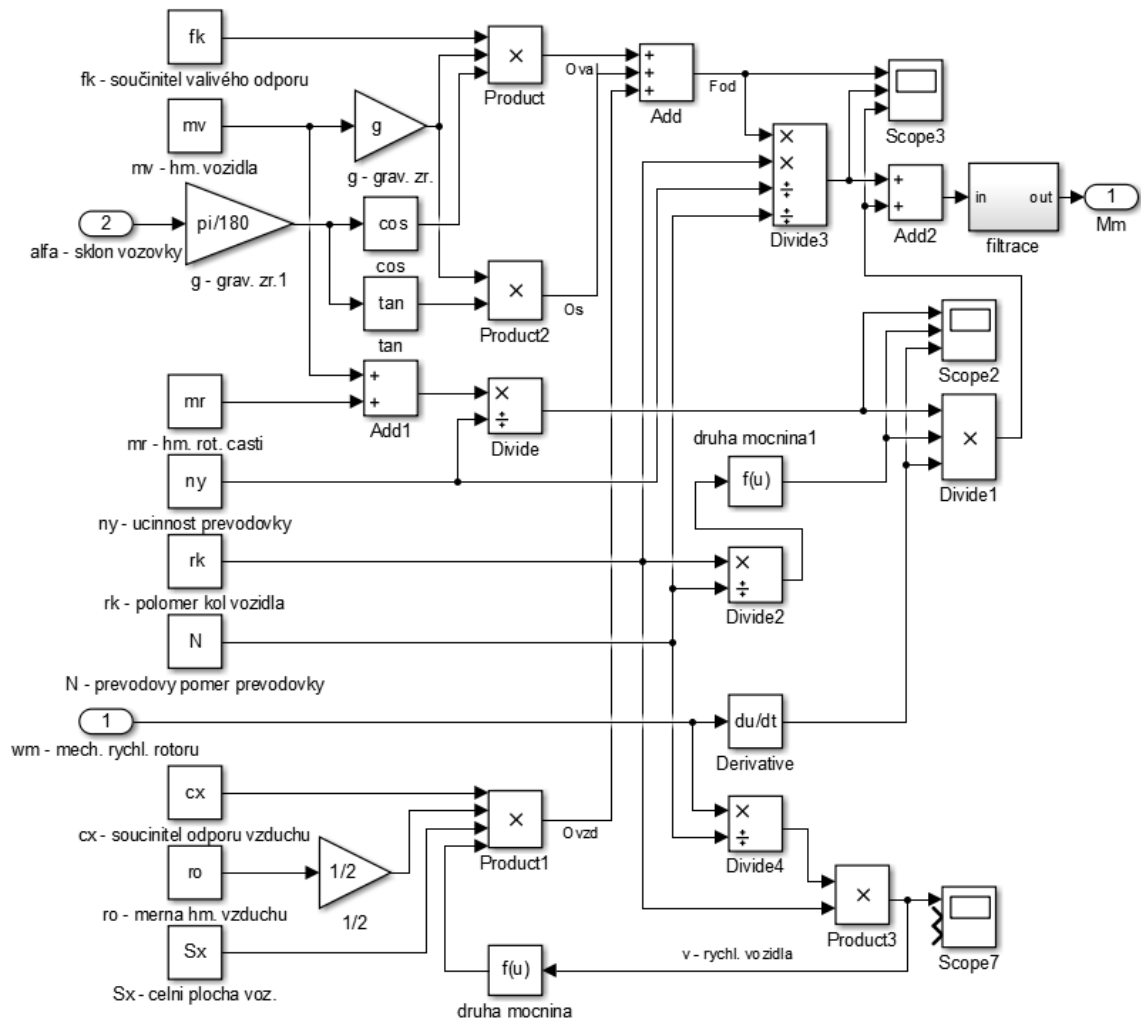 fk
fk - součinitel valivého odporu
×
Product
Oval
+
+
+
Add
Fod
Scope3
mv
mv - hm. vozidla
g
g - grav. zr.
×
×
÷
÷
Divide3
+
+
Add2
in
out
filtrace
1
Mm
2
alfa - sklon vozovky
pi/180
g - grav. zr.1
cos
cos
tan
tan
×
Product2
Os
Scope2
mr
mr - hm. rot. casti
+
+
Add1
×
÷
Divide
druha mocnina1
f(u)
×
Divide1
ny
ny - ucinnost prevodovky
rk
rk - polomer kol vozidla
×
÷
Divide2
N
N - prevodovy pomer prevodovky
1
wm - mech. rychl. rotoru
du/dt
Derivative
cx
cx - soucinitel odporu vzduchu
×
Product1
Ovzd
×
÷
Divide4
ro
ro - merna hm. vzduchu
1/2
1/2
×
Product3
Scope7
Sx
Sx - celni plocha voz.
f(u)
druha mocnina
v - rychl. vozidla